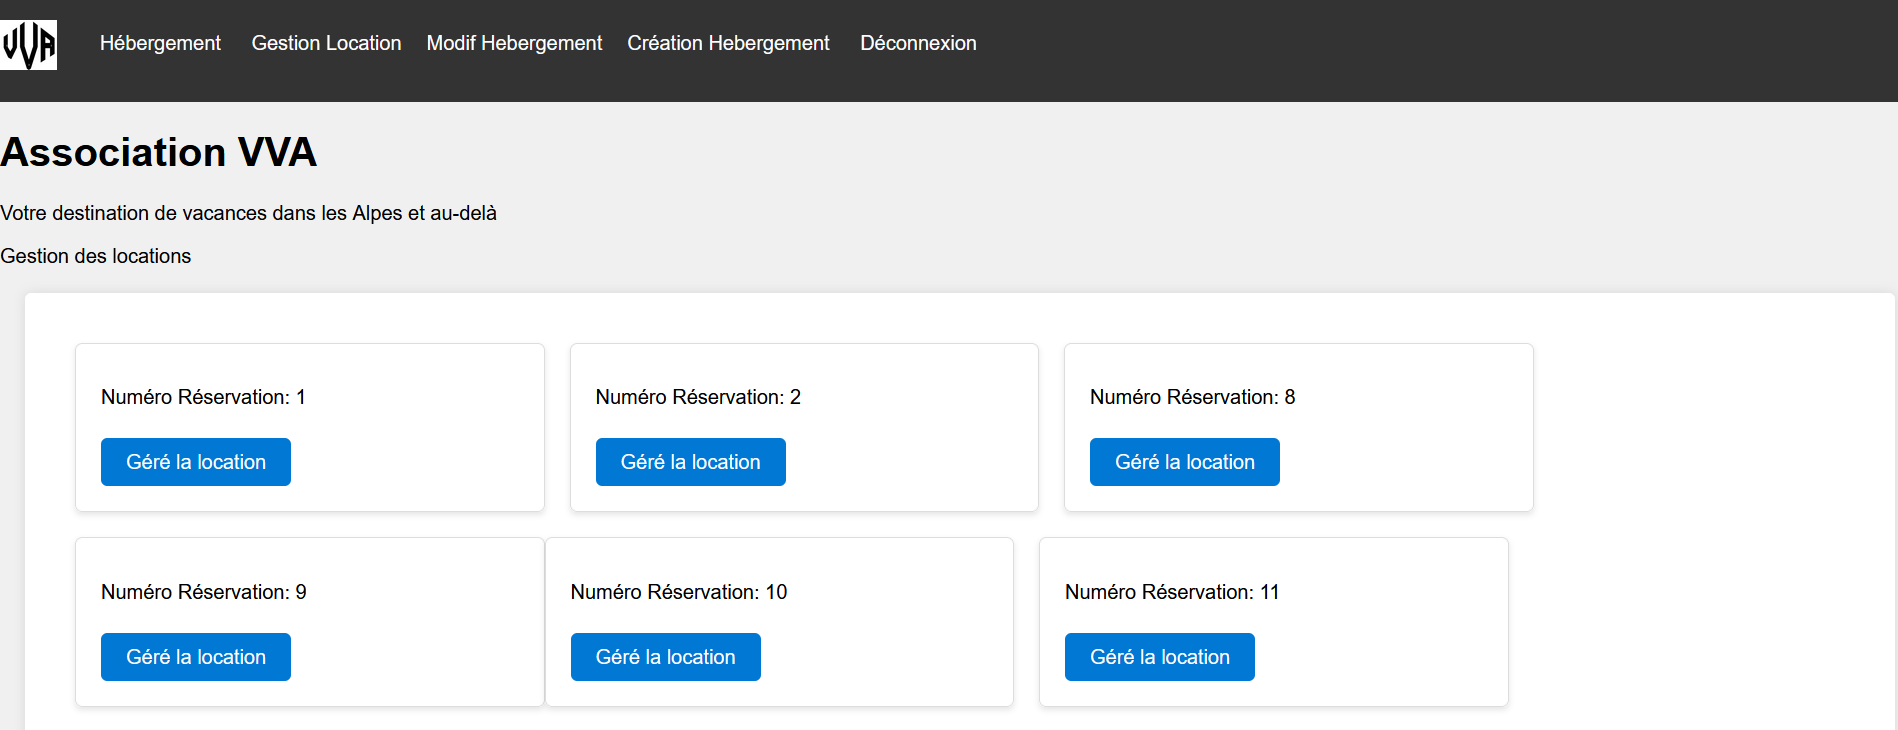 VVA
Hébergement Gestion Location Modif Hebergement Création Hebergement Déconnexion
Association VVA
Votre destination de vacances dans les Alpes et au-delà
Gestion des locations
Numéro Réservation: 1
Géré la location
Numéro Réservation: 2
Géré la location
Numéro Réservation: 8
Géré la location
Numéro Réservation: 9
Géré la location
Numéro Réservation: 10
Géré la location
Numéro Réservation: 11
Géré la location